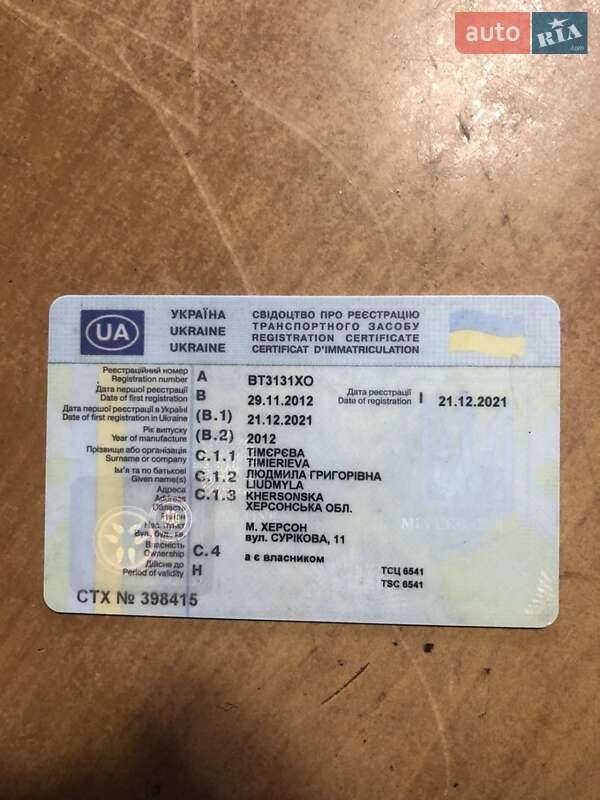 auto RIA .com
UA
УКРАЇНА
UKRAINE
UKRAINE
СВІДОЦТВО ПРО РЕЄСТРАЦІЮ
ТРАНСПОРТНОГО ЗАСОБУ
REGISTRATION CERTIFICATE
CERTIFICAT D'IMMATRICULATION
Реєстраційний номер
Registration number A BT3131XO
Дата першої реєстрації
Date of first registration B 29.11.2012
Дата реєстрації
Date of registration I 21.12.2021
Дата першої реєстрації в Україні
Date of first registration in Ukraine (B.1) 21.12.2021
Рік випуску
Year of manufacture (B.2) 2012
Прізвище або організація
Surname or company C.1.1 ТІМЄРЄВА
TIMIERIEVA
Ім'я та по батькові
Given name(s) C.1.2 ЛЮДМИЛА ГРИГОРІВНА
LIUDMYLA
Адреса
Address C.1.3 KHERSONSKA
Область ХЕРСОНСЬКА ОБЛ.
М. ХЕРСОН
Вул. вул. СУРІКОВА, 11
Власність
Ownership C.4 а є власником
Дійсне до
Period of validity H
ТСЦ 6541
TSC 6541
СТХ № 398415